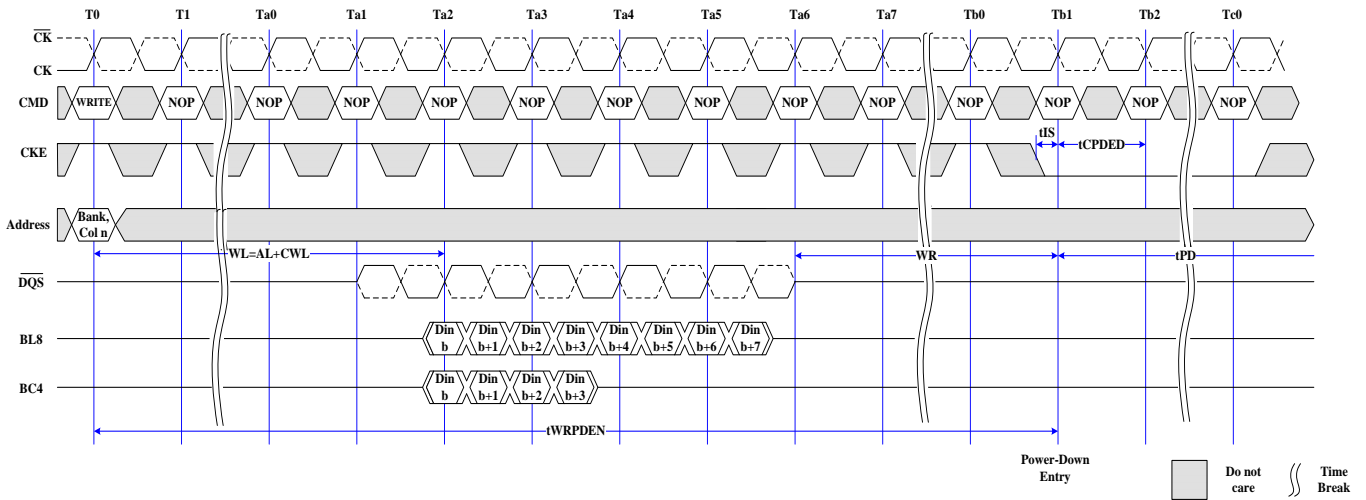 T0 T1 Ta0 Ta1 Ta2 Ta3 Ta4 Ta5 Ta6 Ta7 Tb0 Tb1 Tb2 Tc0
CK
CK
CMD WRITE NOP NOP NOP NOP NOP NOP NOP NOP NOP NOP NOP NOP NOP
tIS
CKE tCPDED
Address Bank,
Col n
WL=AL+CWL WR tPD
DQS
BL8 Din Din Din Din Din Din Din Din
b b+1 b+2 b+3 b+4 b+5 b+6 b+7
BC4 Din Din Din Din
b b+1 b+2 b+3
tWRPDEN
Power-Down
Entry
Do not
care
Time
Break